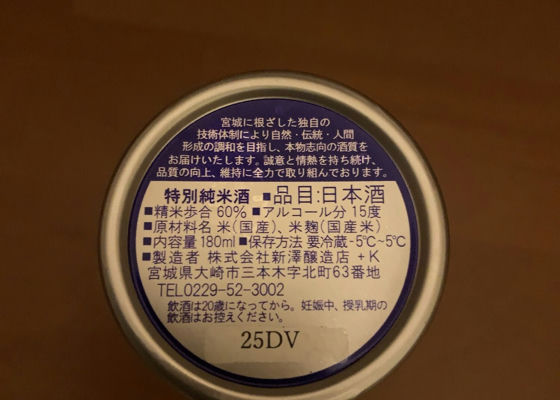 宮城に根ざした独自の
技術体制により自然・伝統・人間
形成の調和を目指し、本物志向の酒質を
お届けいたします。誠意と情熱を持ち続け、
品質の向上、維持に全力で取り組んでおります。
特別純米酒 ■品目:日本酒
■精米歩合 60% ■アルコール分 15度
■原材料名 米(国産)、米麹(国産米)
■内容量 180ml ■保存方法 要冷蔵-5℃~5℃
■製造者 株式会社新澤醸造店 +K
宮城県大崎市三本木字北町63番地
TEL0229-52-3002
飲酒は20歳になってから。妊娠中、授乳期の
飲酒はお控えください。
25DV